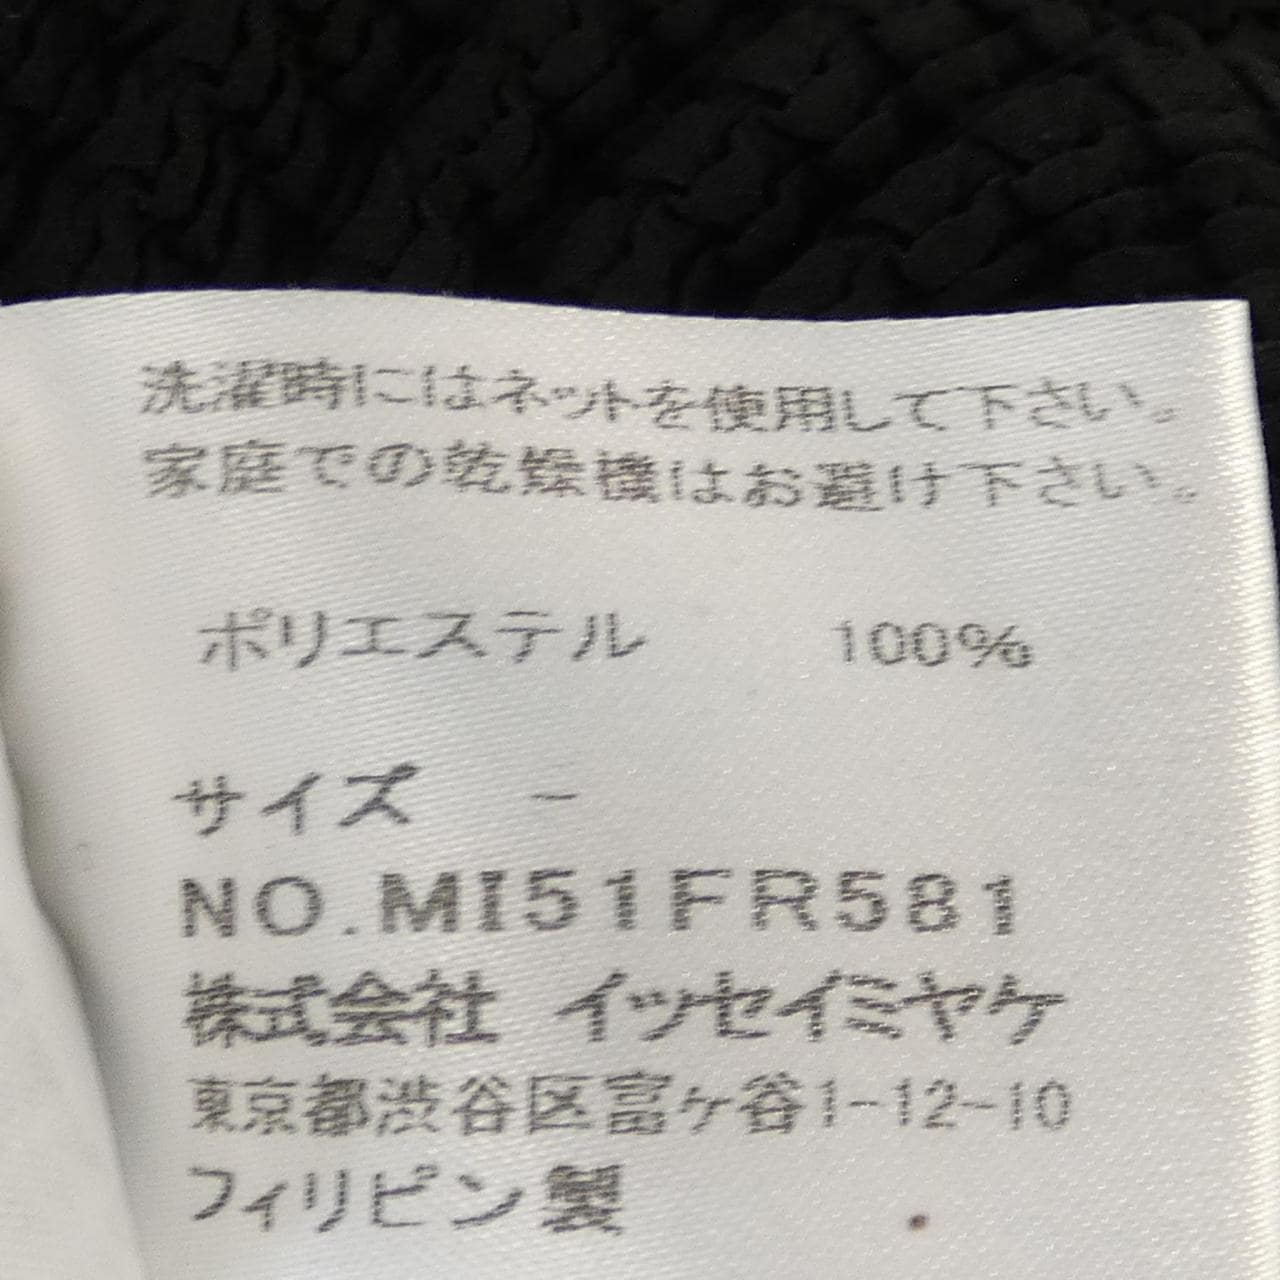 洗濯時にはネットを使用して下さい。
家庭での乾燥機はお避け下さい。
ポリエステル 100%
サイズ -
NO.MI51FR581
株式会社 イッセイミヤケ
東京都渋谷区富ヶ谷1-12-10
フィリピン製